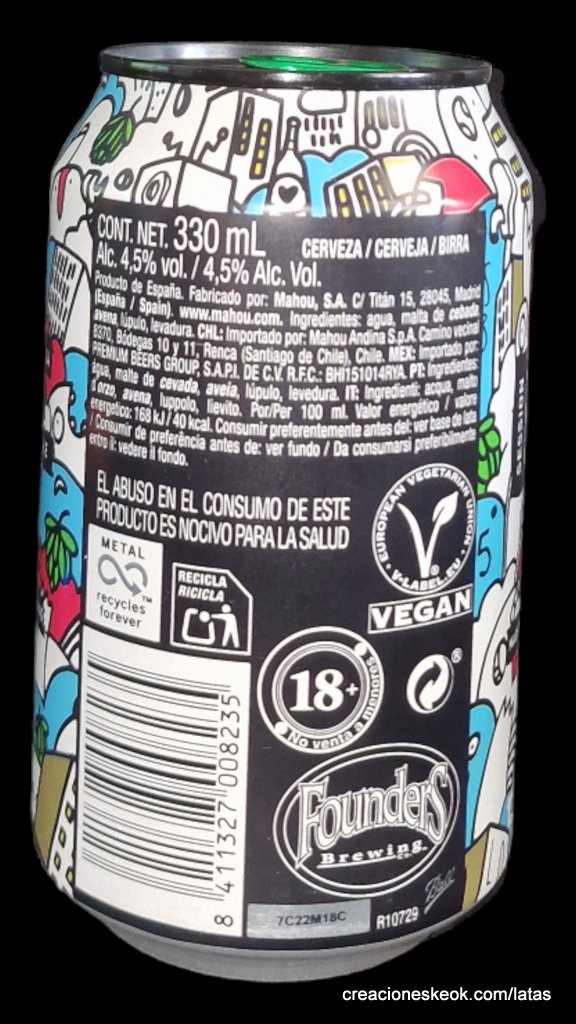 CONT. NET. 330 mL
CERVEZA / CERVEJA / BIRRA
Alc. 4,5% vol. / 4,5% Alc. Vol.
Producto de España. Fabricado por: Mahou, S.A. C/ Titán 15, 28045, Madrid
(España / Spain). www.mahou.com. Ingredientes: agua, malta de cebada,
avena, lúpulo, levadura. CHL: Importado por: Mahou Andina S.p.A. Camino vecinal
8370, Bodegas 10 y 11, Renca (Santiago de Chile), Chile. MEX: Importado por:
PREMIUM BEERS GROUP, S.A.P.I. DE C.V. R.F.C.: BHI151014RYA. PT: Ingredientes:
água, malte de cevada, aveia, lúpulo, levedura. IT: Ingredienti: acqua, malto
d'orzo, avena, luppolo, lievito. Por/Per 100 ml. Valor energético / valore
energetico: 168 kJ / 40 kcal. Consumir preferentemente antes del: ver base de lata
/ Consumir de preferência antes de: ver fundo / Da consumarsi preferibilmente
entro il: vedere il fondo.
EL ABUSO EN EL CONSUMO DE ESTE
PRODUCTO ES NOCIVO PARA LA SALUD
EUROPEAN VEGETARIAN UNION
V-LABEL.EU
VEGAN
METAL
recycles
forever
TM
RECICLA
RICICLA
18+
No venta a menores
®
Founders
Brewing
Co.
8 411327 008235
7C22M18C
R10729
Ball
SESSION
creacioneskeok.com/latas